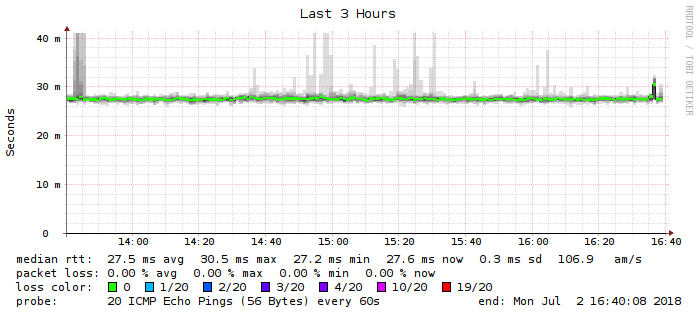 Last 3 Hours
RRDTOOL / TOBI OETIKER
Seconds
40 m
30 m
20 m
10 m
0
14:00 14:20 14:40 15:00 15:20 15:40 16:00 16:20 16:40
median rtt: 27.5 ms avg 30.5 ms max 27.2 ms min 27.6 ms now 0.3 ms sd 106.9 am/s
packet loss: 0.00 % avg 0.00 % max 0.00 % min 0.00 % now
loss color: 0 1/20 2/20 3/20 4/20 10/20 19/20
probe: 20 ICMP Echo Pings (56 Bytes) every 60s end: Mon Jul 2 16:40:08 2018